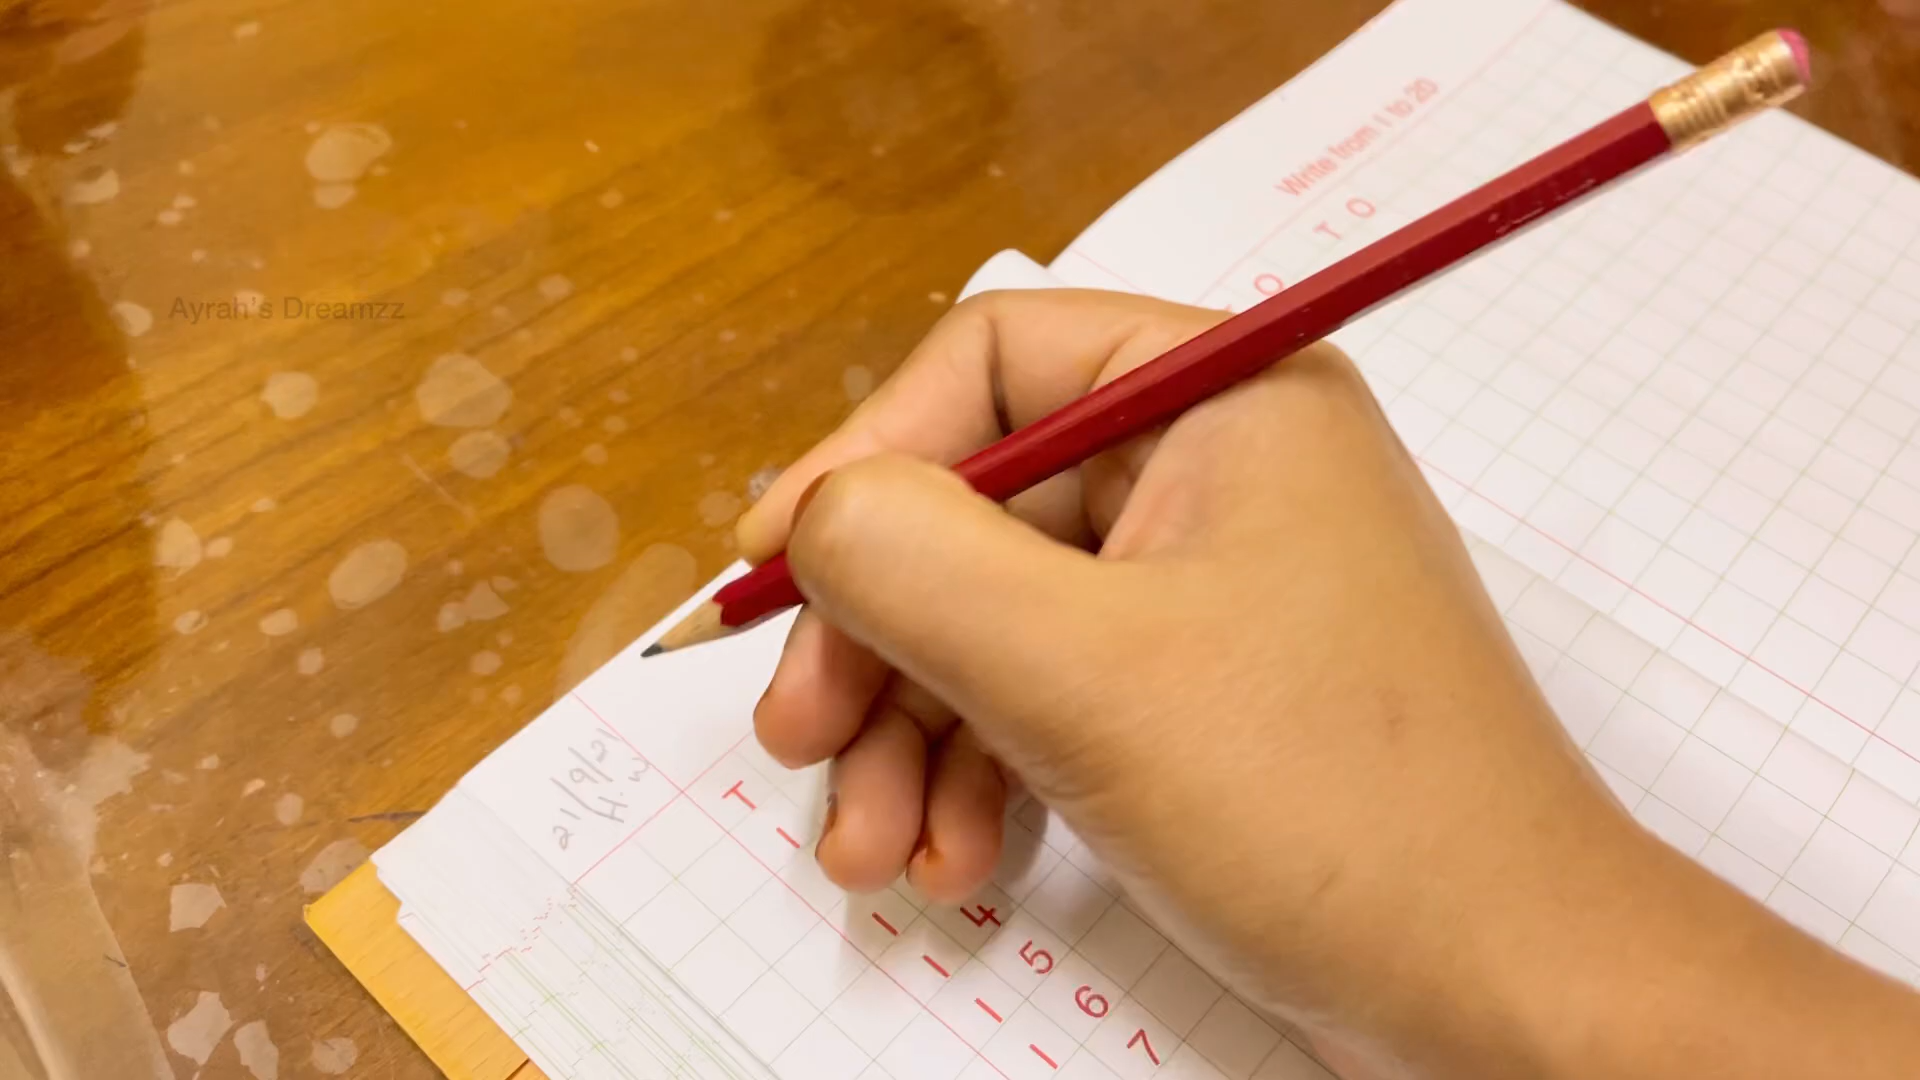 Ayrah's Dreamzz
Write from 1 to 20
T O
O
21/9/21
H.W
T
1
1 4
1 5
1 6
1 7